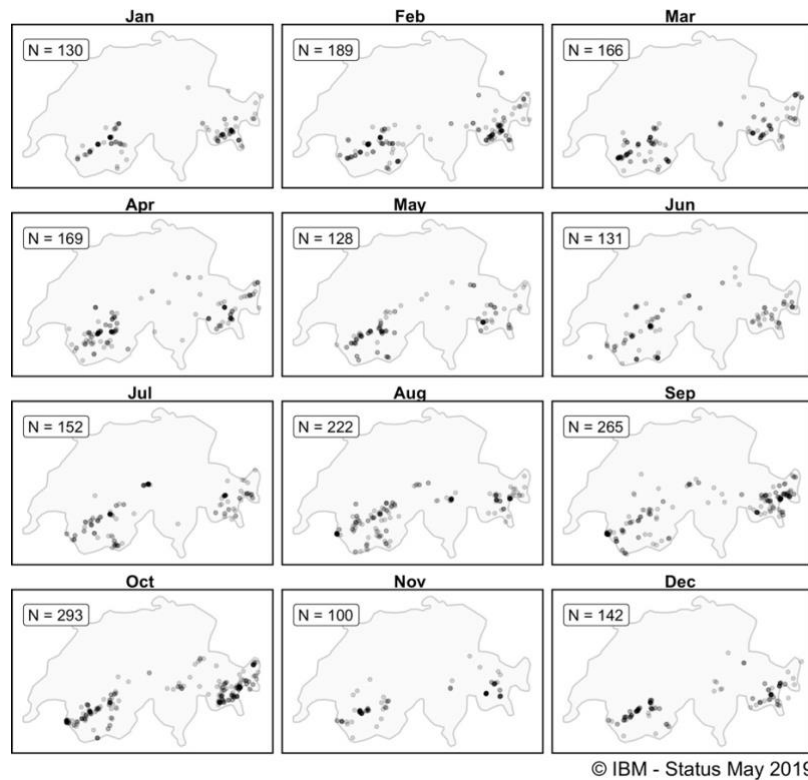 Jan Feb Mar
N = 130 N = 189 N = 166
Apr May Jun
N = 169 N = 128 N = 131
Jul Aug Sep
N = 152 N = 222 N = 265
Oct Nov Dec
N = 293 N = 100 N = 142
© IBM - Status May 2019